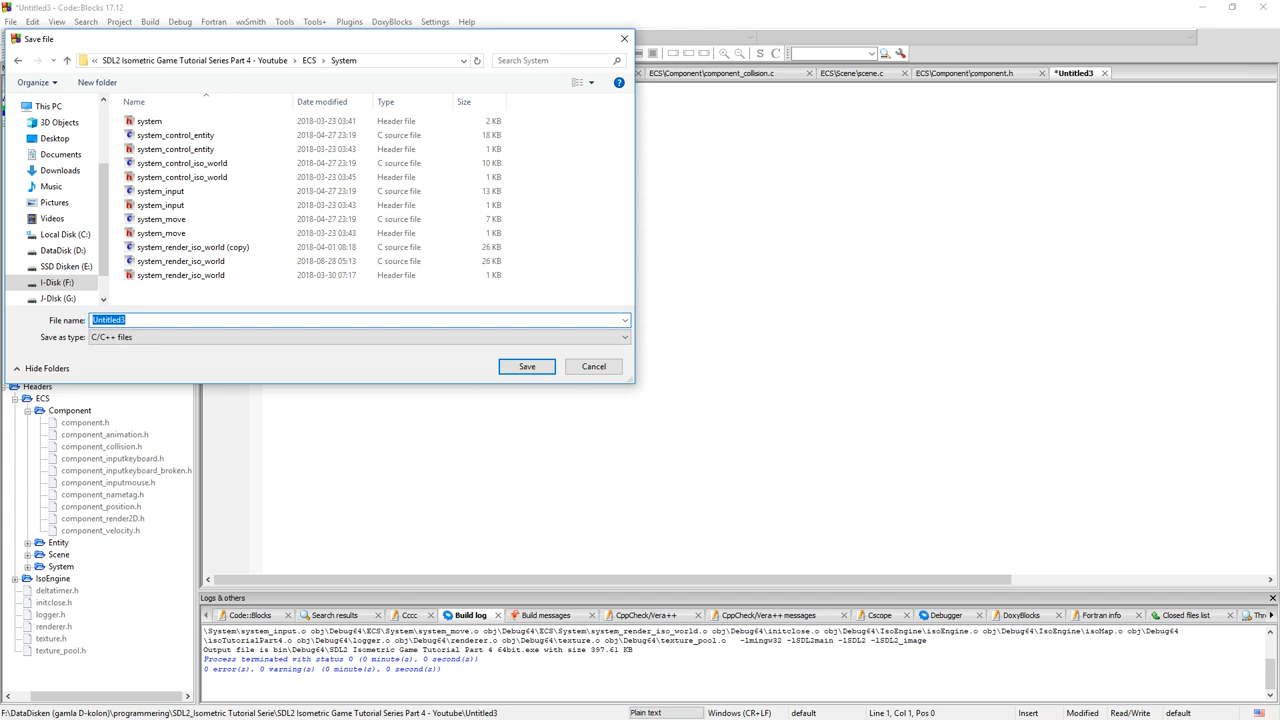 *Untitled3 - Code::Blocks 17.12
File Edit View Search Project Build Debug Fortran wxSmith Tools Tools+ Plugins DoxyBlocks Settings Help
Save file
SDL2 Isometric Game Tutorial Series Part 4 - Youtube › ECS › System
Search System
Organize New folder
ECS\Component\component_collision.c ECS\Scene\scene.c ECS\Component\component.h *Untitled3
Name Date modified Type Size
This PC
3D Objects
Desktop
Documents
Downloads
Music
Pictures
Videos
Local Disk (C:)
DataDisk (D:)
SSD Disken (E:)
I-Disk (F:)
J-DIsk (G:)
system 2018-03-23 03:41 Header file 2 KB
system_control_entity 2018-04-27 23:19 C source file 18 KB
system_control_entity 2018-03-23 03:43 Header file 1 KB
system_control_iso_world 2018-04-27 23:19 C source file 10 KB
system_control_iso_world 2018-03-23 03:45 Header file 1 KB
system_input 2018-04-27 23:19 C source file 13 KB
system_input 2018-03-23 03:43 Header file 1 KB
system_move 2018-04-27 23:19 C source file 7 KB
system_move 2018-03-23 03:43 Header file 1 KB
system_render_iso_world (copy) 2018-04-01 08:18 C source file 26 KB
system_render_iso_world 2018-08-28 05:13 C source file 26 KB
system_render_iso_world 2018-03-30 07:17 Header file 1 KB
File name: Untitled3
Save as type: C/C++ files
Hide Folders Save Cancel
Headers
ECS
Component
component.h
component_animation.h
component_collision.h
component_inputkeyboard.h
component_inputkeyboard_broken.h
component_inputmouse.h
component_nametag.h
component_position.h
component_render2D.h
component_velocity.h
Entity
Scene
System
IsoEngine
deltatimer.h
initclose.h
logger.h
renderer.h
texture.h
texture_pool.h
Logs & others
Code::Blocks Search results Cccc Build log Build messages CppCheck/Vera++ CppCheck/Vera++ messages Cscope Debugger DoxyBlocks Fortran info Closed files list Thre
\System\system_input.o obj\Debug64\ECS\System\system_move.o obj\Debug64\ECS\System\system_render_iso_world.o obj\Debug64\initclose.o obj\Debug64\IsoEngine\isoEngine.o obj\Debug64\IsoEngine\isoMap.o obj\Debug64
\isoTutorialPart4.o obj\Debug64\logger.o obj\Debug64\renderer.o obj\Debug64\texture.o obj\Debug64\texture_pool.o -lmingw32 -lSDL2main -lSDL2 -lSDL2_image
Output file is bin\Debug64\SDL2 Isometric Game Tutorial Part 4 64bit.exe with size 397.61 KB
Process terminated with status 0 (0 minute(s), 0 second(s))
0 error(s), 0 warning(s) (0 minute(s), 0 second(s))
F:\DataDisken (gamla D-kolon)\programmering\SDL2_Isometric Tutorial Serie\SDL2 Isometric Game Tutorial Series Part 4 - Youtube\Untitled3 Plain text Windows (CR+LF) default Line 1, Col 1, Pos 0 Insert Modified Read/Write default